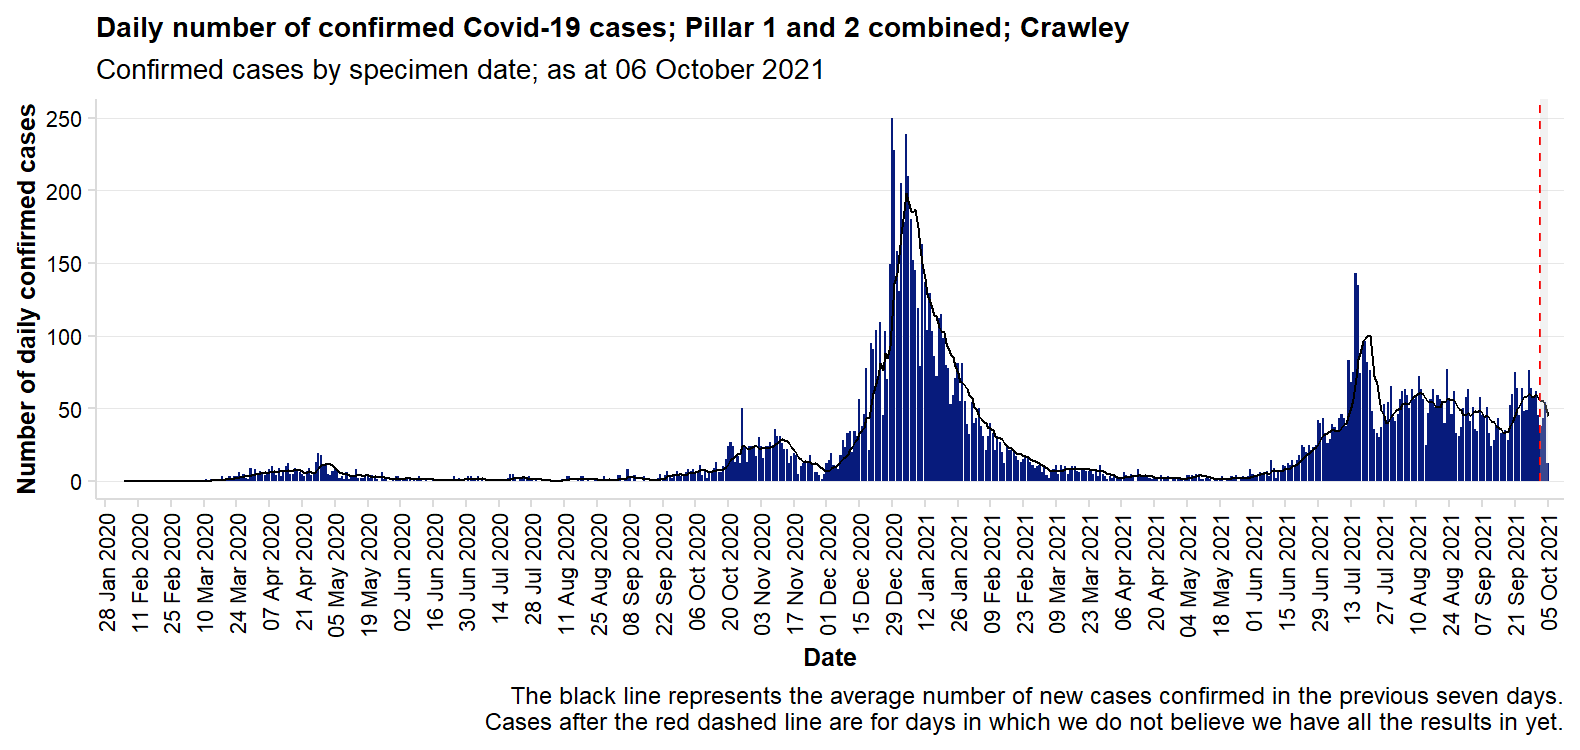 Daily number of confirmed Covid-19 cases; Pillar 1 and 2 combined; Crawley
Confirmed cases by specimen date; as at 06 October 2021
Number of daily confirmed cases
250
200
150
100
50
0
28 Jan 2020
11 Feb 2020
25 Feb 2020
10 Mar 2020
24 Mar 2020
07 Apr 2020
21 Apr 2020
05 May 2020
19 May 2020
02 Jun 2020
16 Jun 2020
30 Jun 2020
14 Jul 2020
28 Jul 2020
11 Aug 2020
25 Aug 2020
08 Sep 2020
22 Sep 2020
06 Oct 2020
20 Oct 2020
03 Nov 2020
17 Nov 2020
01 Dec 2020
15 Dec 2020
29 Dec 2020
12 Jan 2021
26 Jan 2021
09 Feb 2021
23 Feb 2021
09 Mar 2021
23 Mar 2021
06 Apr 2021
20 Apr 2021
04 May 2021
18 May 2021
01 Jun 2021
15 Jun 2021
29 Jun 2021
13 Jul 2021
27 Jul 2021
10 Aug 2021
24 Aug 2021
07 Sep 2021
21 Sep 2021
05 Oct 2021
Date
The black line represents the average number of new cases confirmed in the previous seven days.
Cases after the red dashed line are for days in which we do not believe we have all the results in yet.